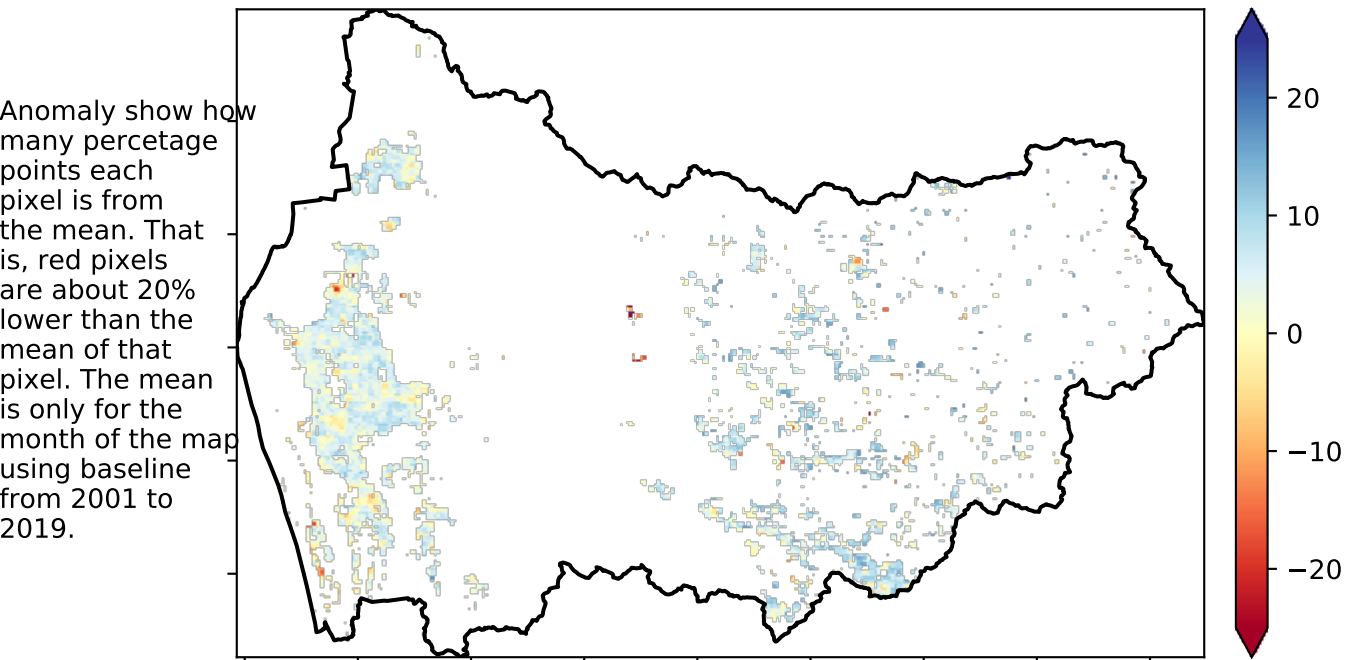 Anomaly show how
many percetage
points each
pixel is from
the mean. That
is, red pixels
are about 20%
lower than the
mean of that
pixel. The mean
is only for the
month of the map
using baseline
from 2001 to
2019.
20
10
0
−10
−20